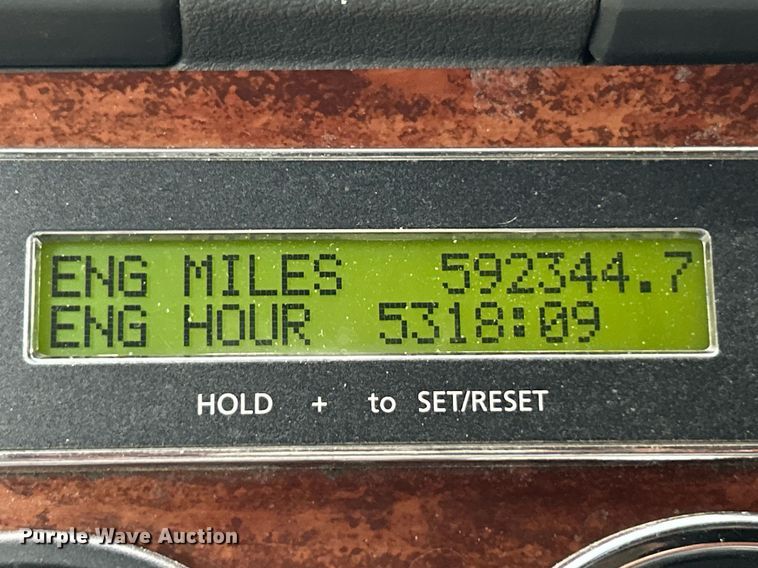 ENG MILES 592344.7
ENG HOUR 5318:09
HOLD + to SET/RESET
Purple Wave Auction